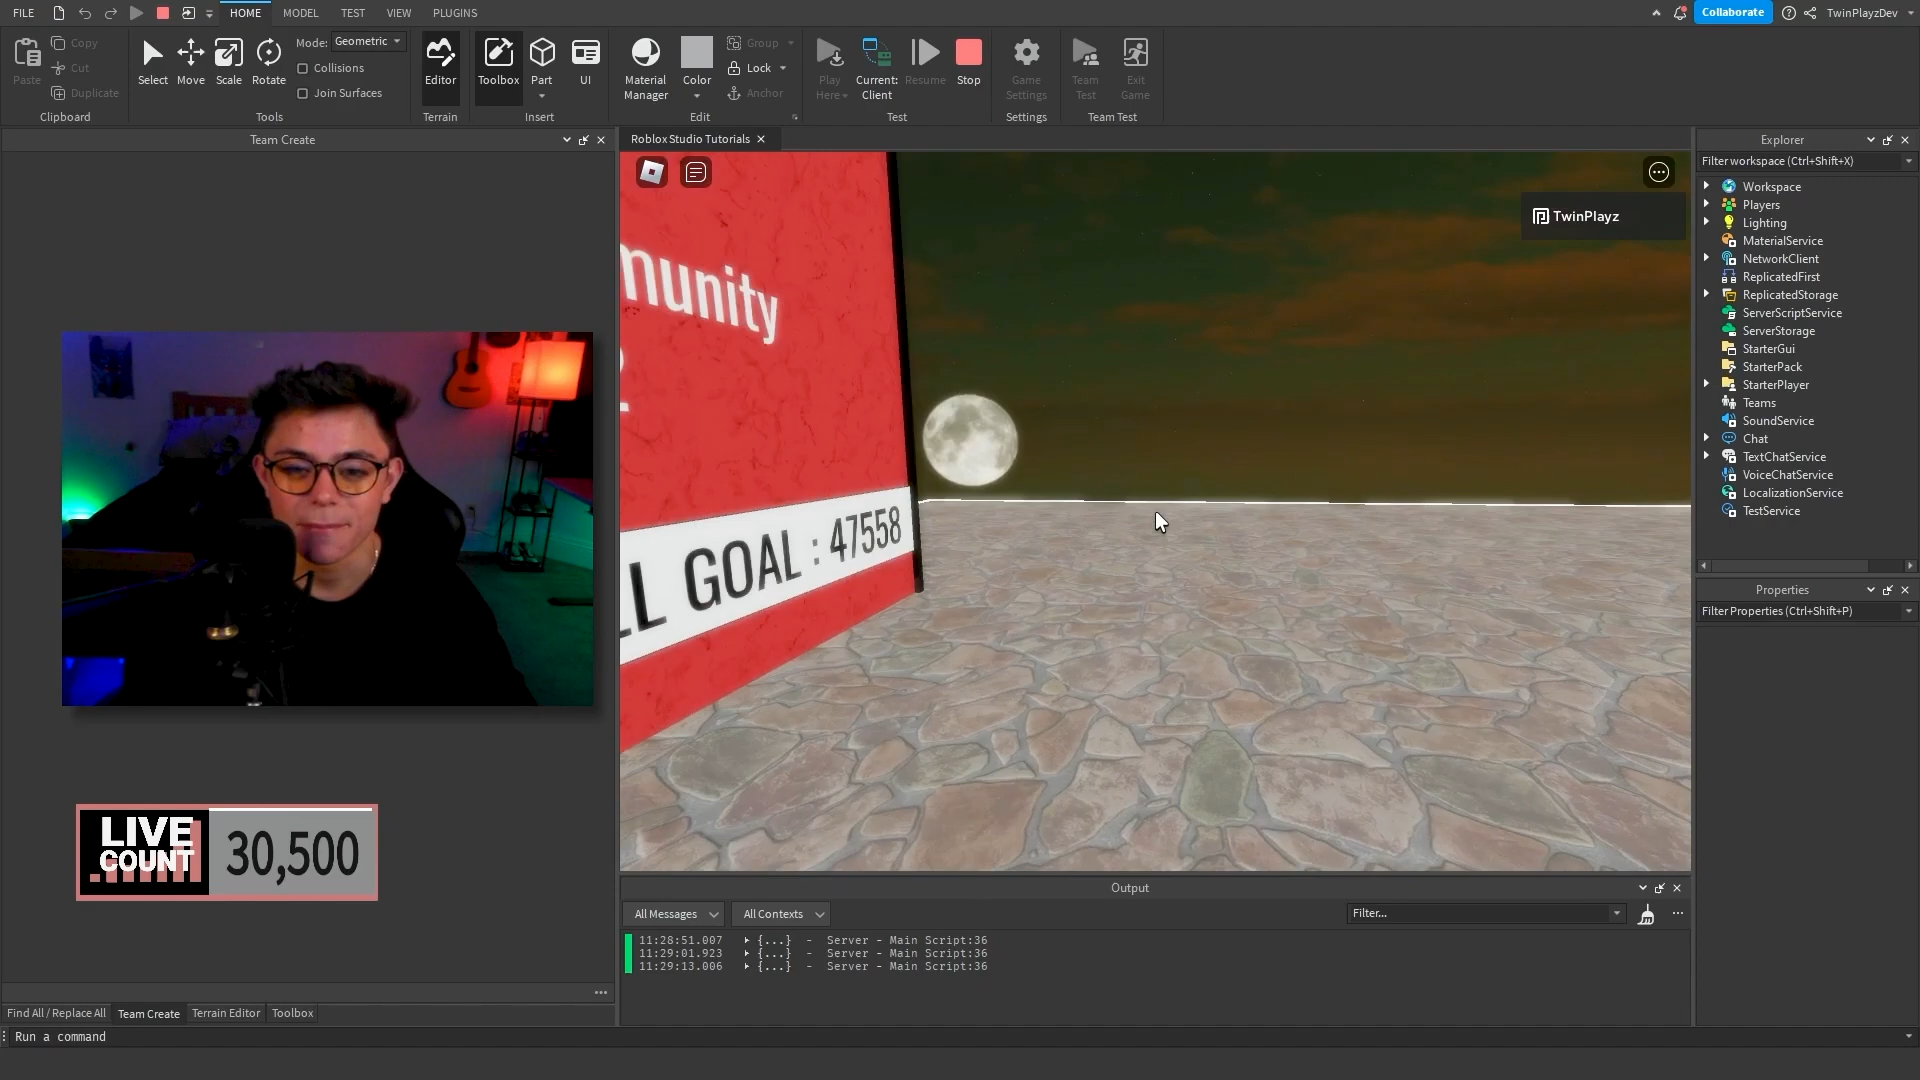 FILE
HOME
MODEL
TEST
VIEW
PLUGINS
Collaborate
TwinPlayzDev
Paste
Copy
Cut
Duplicate
Clipboard
Select
Move
Scale
Rotate
Mode: Geometric
Collisions
Join Surfaces
Tools
Editor
Terrain
Toolbox
Part
UI
Insert
Material
Manager
Color
Group
Lock
Anchor
Edit
Play
Here
Current:
Client
Resume
Stop
Test
Game
Settings
Settings
Team
Test
Exit
Game
Team Test
Team Create
LIVE
COUNT
30,500
Find All / Replace All
Team Create
Terrain Editor
Toolbox
Run a command
Roblox Studio Tutorials
TwinPlayz
munity
LL GOAL : 47558
Output
All Messages
All Contexts
Filter...
11:28:51.007 {...} - Server - Main Script:36
11:29:01.923 {...} - Server - Main Script:36
11:29:13.006 {...} - Server - Main Script:36
Explorer
Filter workspace (Ctrl+Shift+X)
Workspace
Players
Lighting
MaterialService
NetworkClient
ReplicatedFirst
ReplicatedStorage
ServerScriptService
ServerStorage
StarterGui
StarterPack
StarterPlayer
Teams
SoundService
Chat
TextChatService
VoiceChatService
LocalizationService
TestService
Properties
Filter Properties (Ctrl+Shift+P)